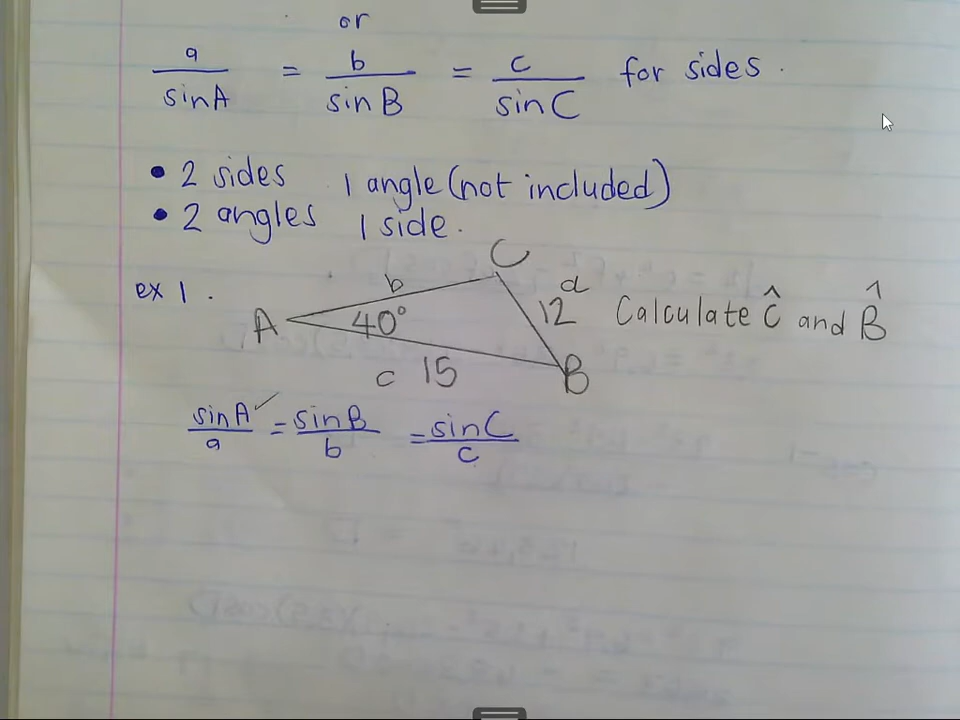 or
a/sinA = b/sinB = c/sinC for sides.
• 2 sides 1 angle (not included)
• 2 angles 1 side.
ex 1.
C
b
a
A 40° 12 Calculate Ĉ and B̂
c 15
B
sinA/a ✓ = sinB/b = sinC/c